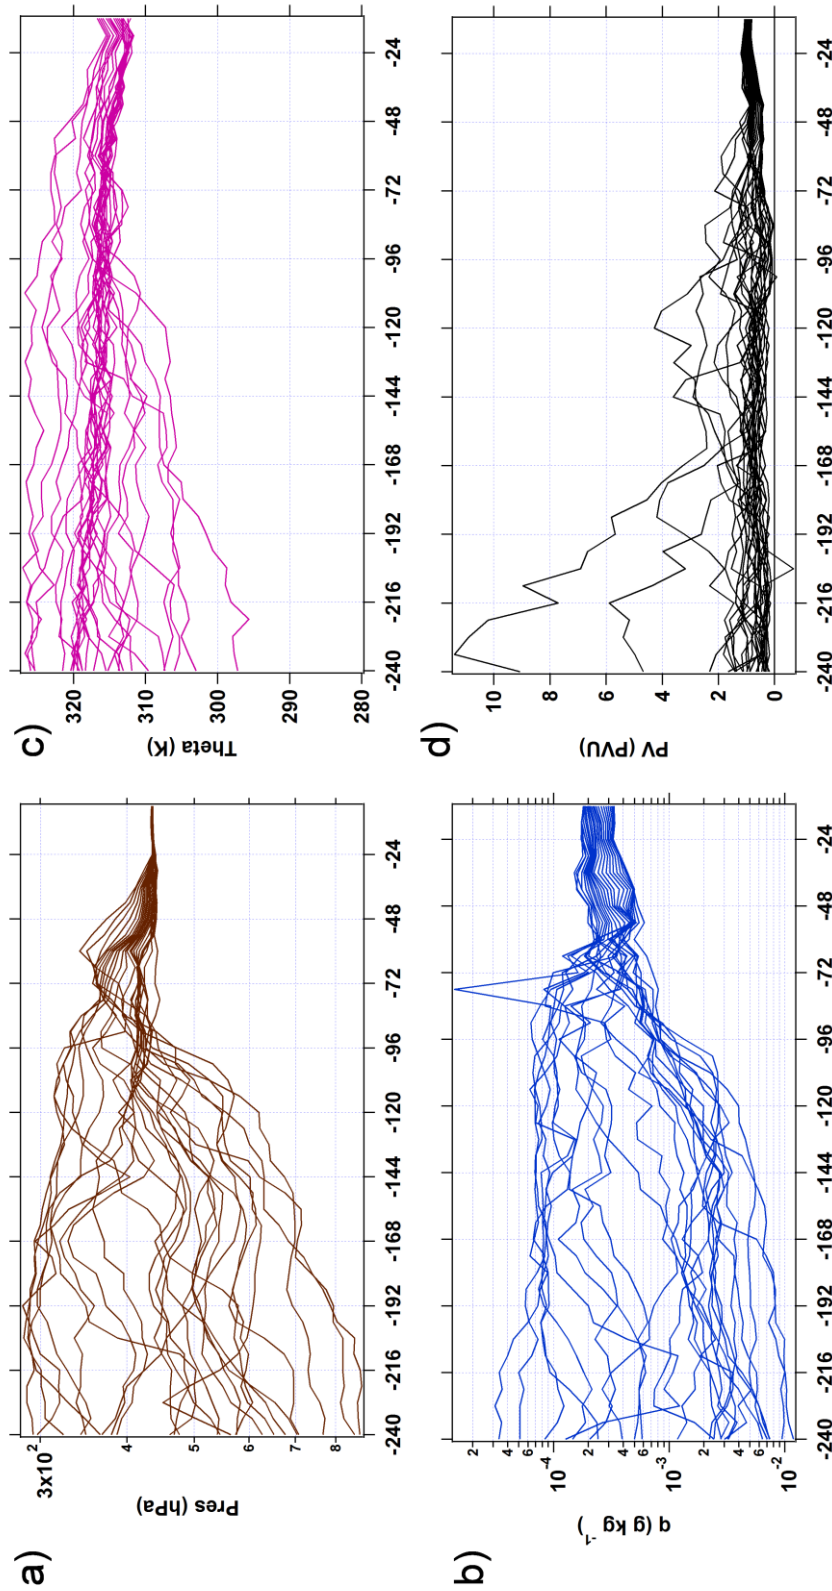 a)
Pres (hPa)
3x10²
4
5
6
7
8
-240 -216 -192 -168 -144 -120 -96 -72 -48 -24
c)
Theta (K)
320
310
300
290
280
-240 -216 -192 -168 -144 -120 -96 -72 -48 -24
b)
q (g kg⁻¹)
2
4
6
10⁻⁴
2
4
6
10⁻³
2
4
6
10⁻²
-240 -216 -192 -168 -144 -120 -96 -72 -48 -24
d)
PV (PVU)
10
8
6
4
2
0
-240 -216 -192 -168 -144 -120 -96 -72 -48 -24